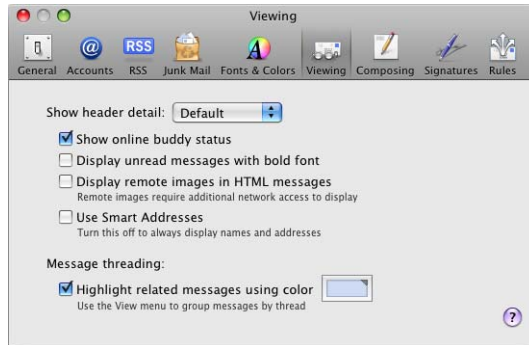 Viewing
General Accounts RSS Junk Mail Fonts & Colors Viewing Composing Signatures Rules
Show header detail: Default
Show online buddy status
Display unread messages with bold font
Display remote images in HTML messages
Remote images require additional network access to display
Use Smart Addresses
Turn this off to always display names and addresses
Message threading:
Highlight related messages using color
Use the View menu to group messages by thread
?